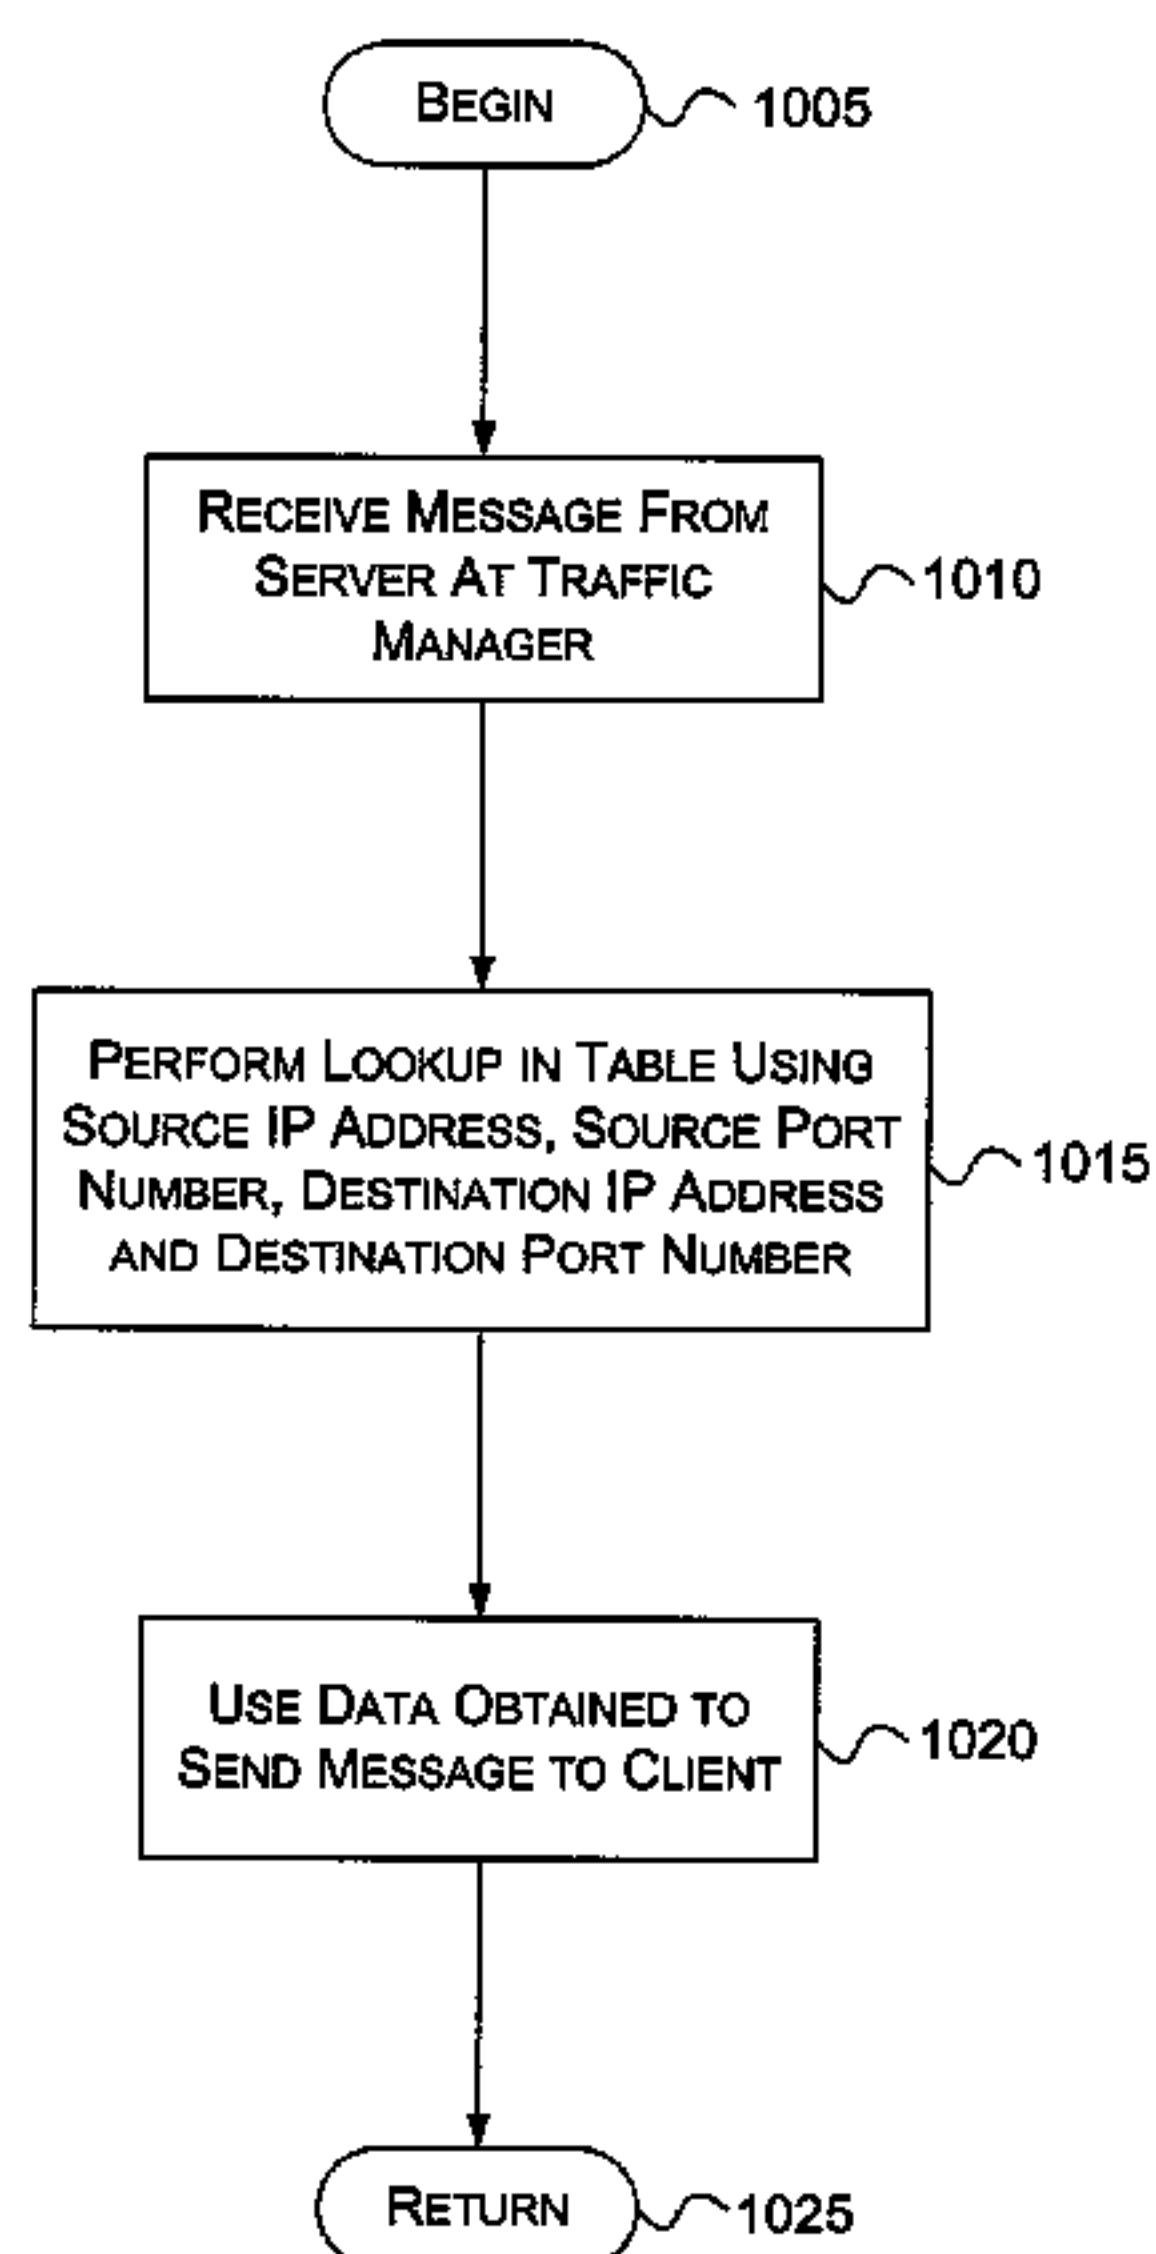 BEGIN
1005
RECEIVE MESSAGE FROM
SERVER AT TRAFFIC
MANAGER
1010
PERFORM LOOKUP IN TABLE USING
SOURCE IP ADDRESS, SOURCE PORT
NUMBER, DESTINATION IP ADDRESS
AND DESTINATION PORT NUMBER
1015
USE DATA OBTAINED TO
SEND MESSAGE TO CLIENT
1020
RETURN
1025